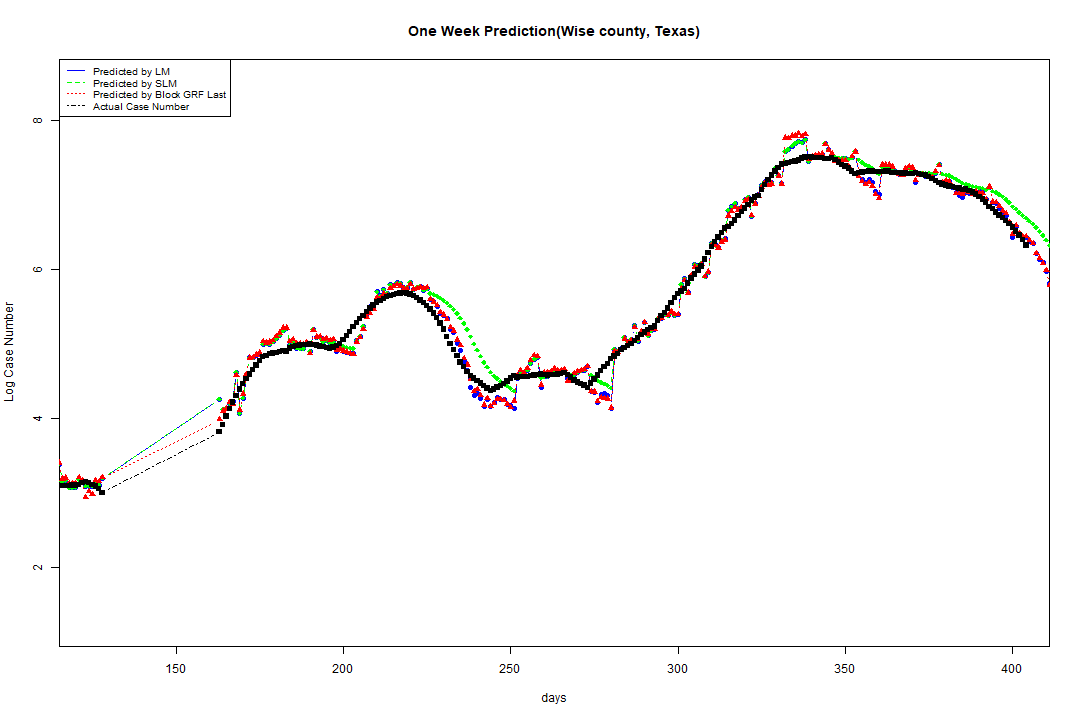 One Week Prediction(Wise county, Texas)
Predicted by LM
Predicted by SLM
Predicted by Block GRF Last
Actual Case Number
8
6
4
2
Log Case Number
150 200 250 300 350 400
days